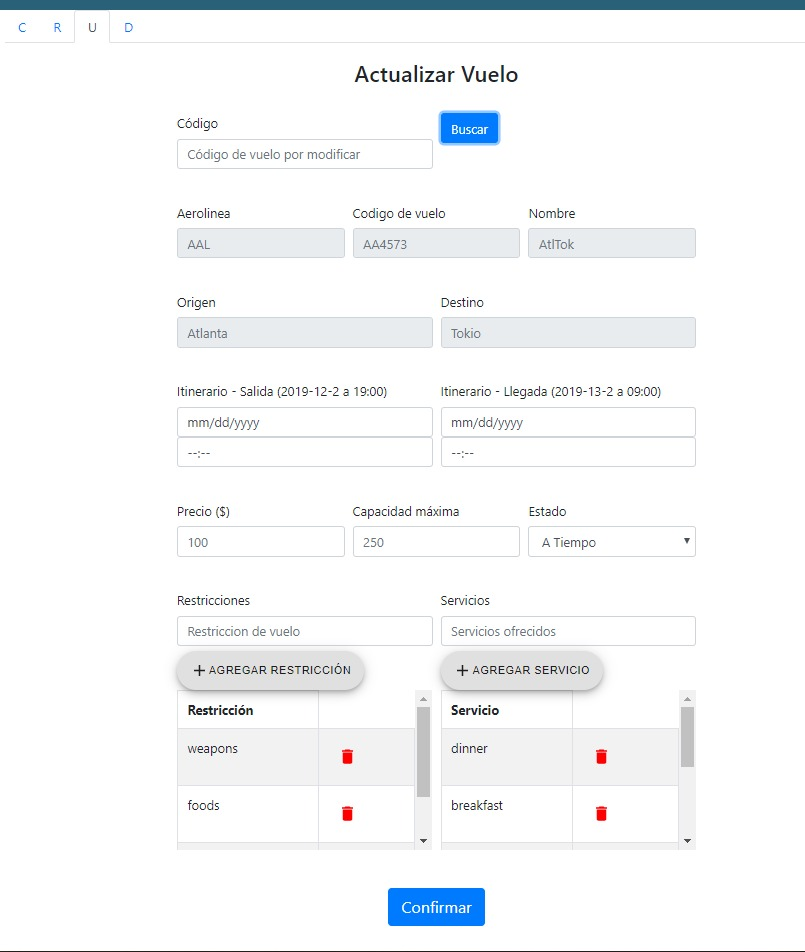 C R U D
Actualizar Vuelo
Código
Buscar
Código de vuelo por modificar
Aerolinea Codigo de vuelo Nombre
AAL AA4573 AtlTok
Origen Destino
Atlanta Tokio
Itinerario - Salida (2019-12-2 a 19:00) Itinerario - Llegada (2019-13-2 a 09:00)
mm/dd/yyyy mm/dd/yyyy
--:-- --:--
Precio ($) Capacidad máxima Estado
100 250 A Tiempo
Restricciones Servicios
Restriccion de vuelo Servicios ofrecidos
+ AGREGAR RESTRICCIÓN + AGREGAR SERVICIO
Restricción Servicio
weapons dinner
foods breakfast
Confirmar